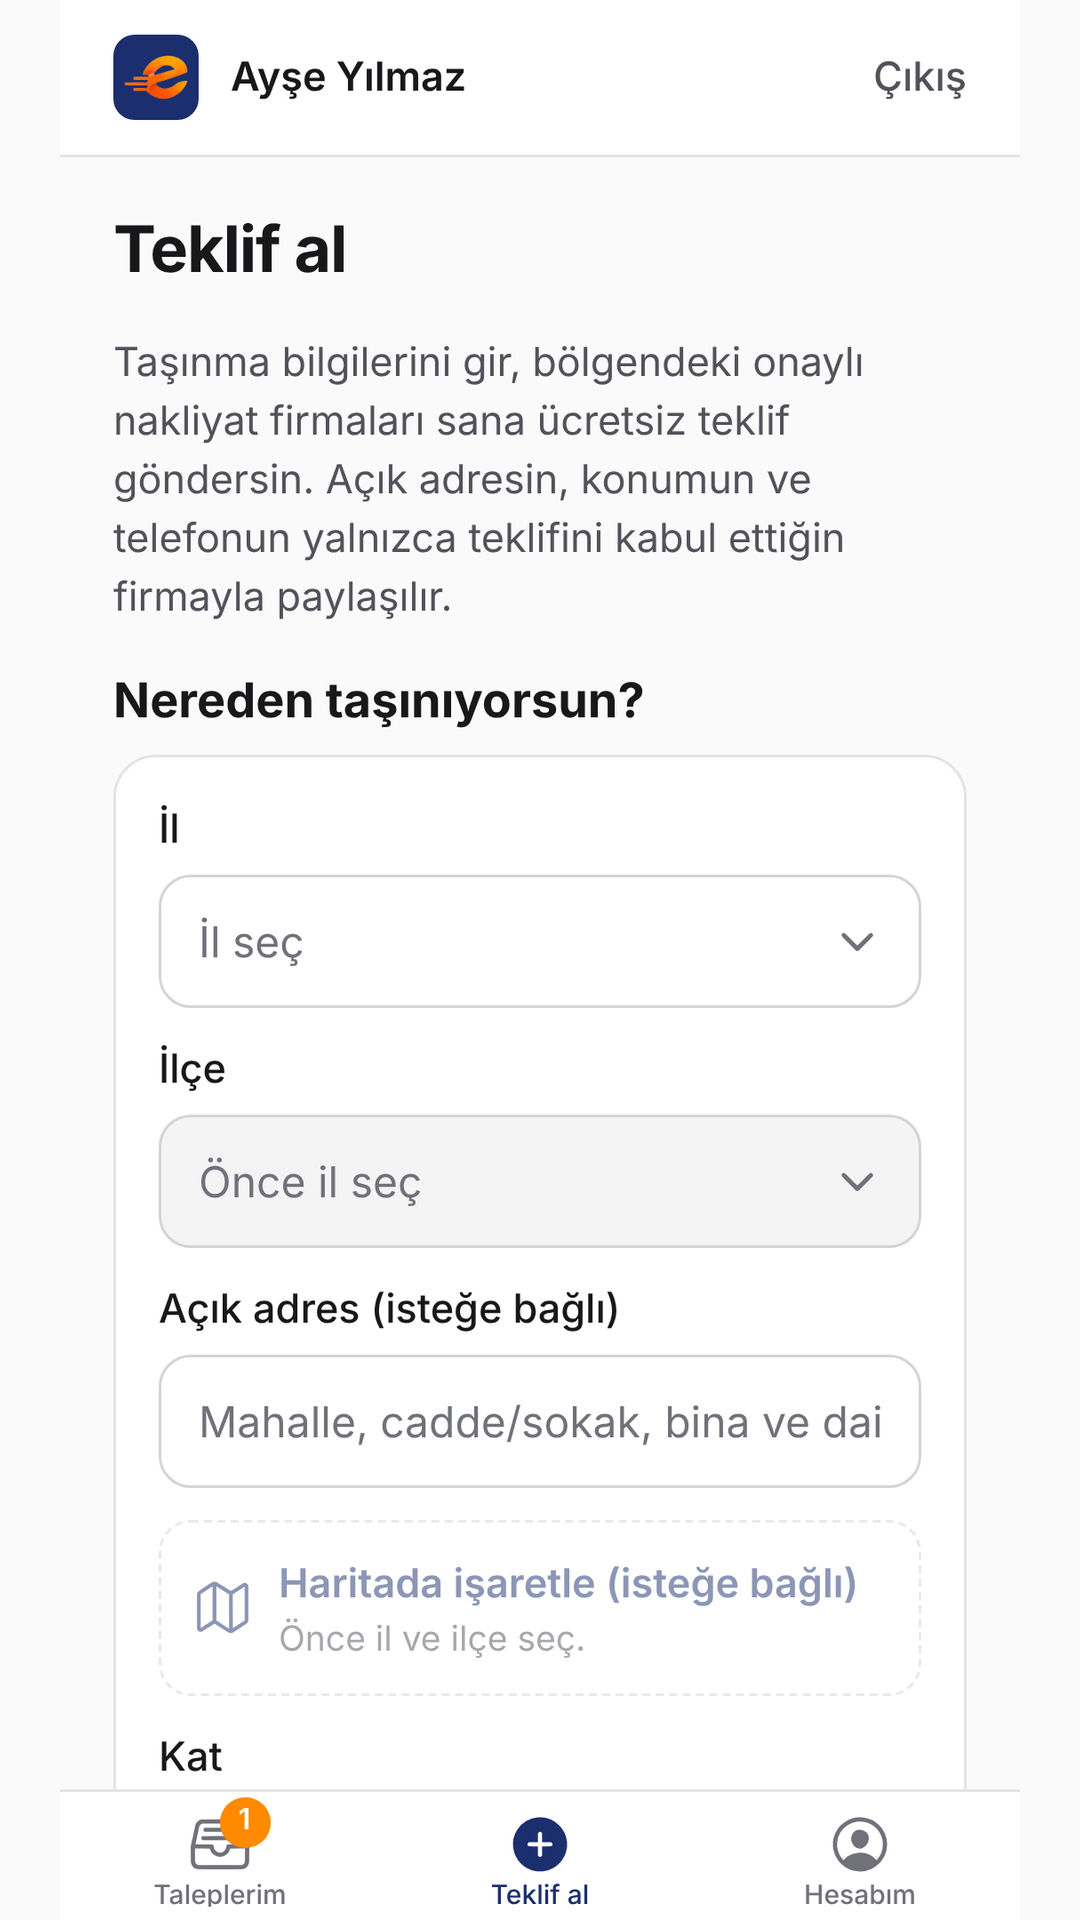 Ayşe Yılmaz
Çıkış
Teklif al
Taşınma bilgilerini gir, bölgendeki onaylı
nakliyat firmaları sana ücretsiz teklif
göndersin. Açık adresin, konumun ve
telefonun yalnızca teklifini kabul ettiğin
firmayla paylaşılır.
Nereden taşınıyorsun?
İl
İl seç
İlçe
Önce il seç
Açık adres (isteğe bağlı)
Mahalle, cadde/sokak, bina ve dai
Haritada işaretle (isteğe bağlı)
Önce il ve ilçe seç.
Kat
1
Taleplerim
Teklif al
Hesabım